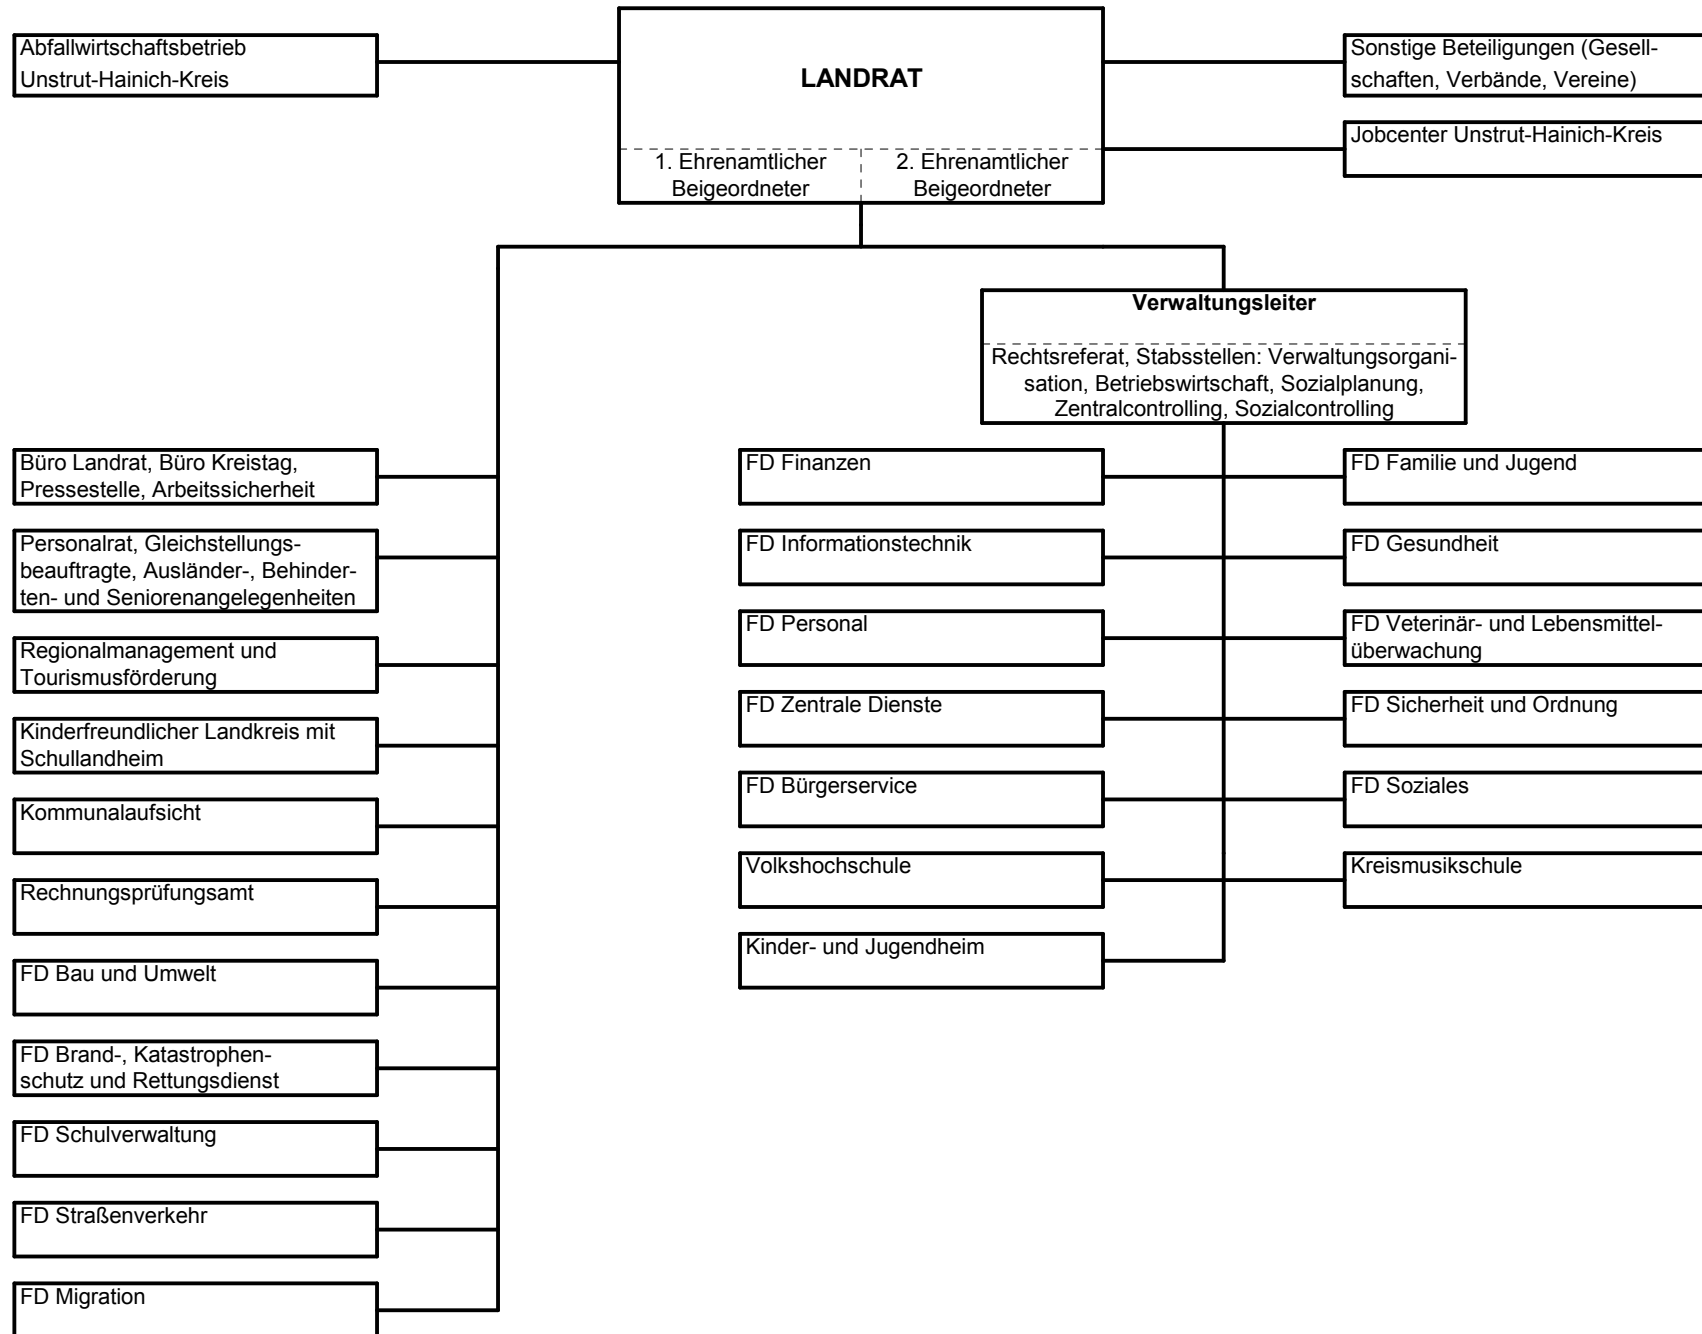 Abfallwirtschaftsbetrieb
Unstrut-Hainich-Kreis
LANDRAT
1. Ehrenamtlicher
Beigeordneter
2. Ehrenamtlicher
Beigeordneter
Sonstige Beteiligungen (Gesell-
schaften, Verbände, Vereine)
Jobcenter Unstrut-Hainich-Kreis
Verwaltungsleiter
Rechtsreferat, Stabsstellen: Verwaltungsorgani-
sation, Betriebswirtschaft, Sozialplanung,
Zentralcontrolling, Sozialcontrolling
Büro Landrat, Büro Kreistag,
Pressestelle, Arbeitssicherheit
Personalrat, Gleichstellungs-
beauftragte, Ausländer-, Behinder-
ten- und Seniorenangelegenheiten
Regionalmanagement und
Tourismusförderung
Kinderfreundlicher Landkreis mit
Schullandheim
Kommunalaufsicht
Rechnungsprüfungsamt
FD Bau und Umwelt
FD Brand-, Katastrophen-
schutz und Rettungsdienst
FD Schulverwaltung
FD Straßenverkehr
FD Migration
FD Finanzen
FD Informationstechnik
FD Personal
FD Zentrale Dienste
FD Bürgerservice
Volkshochschule
Kinder- und Jugendheim
FD Familie und Jugend
FD Gesundheit
FD Veterinär- und Lebensmittel-
überwachung
FD Sicherheit und Ordnung
FD Soziales
Kreismusikschule